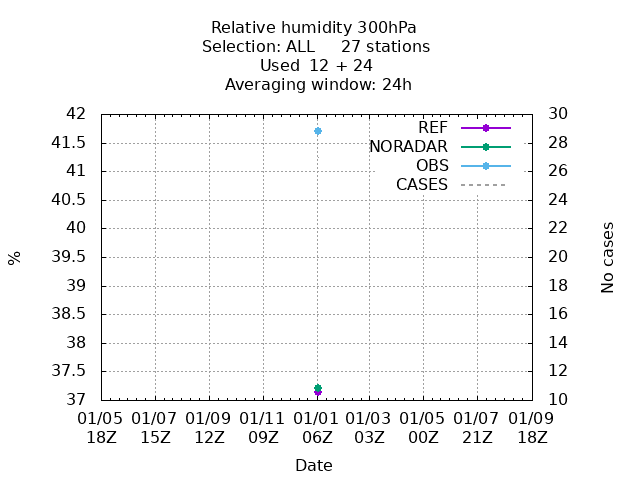 Relative humidity 300hPa
Selection: ALL 27 stations
Used 12 + 24
Averaging window: 24h
42 30
REF
41.5 28
NORADAR
41 26
OBS
CASES
40.5 24
40 22
39.5 20
39 18
38.5 16
38 14
37.5 12
37 10
%
No cases
01/05 01/07 01/09 01/11 01/01 01/03 01/05 01/07 01/09
18Z 15Z 12Z 09Z 06Z 03Z 00Z 21Z 18Z
Date